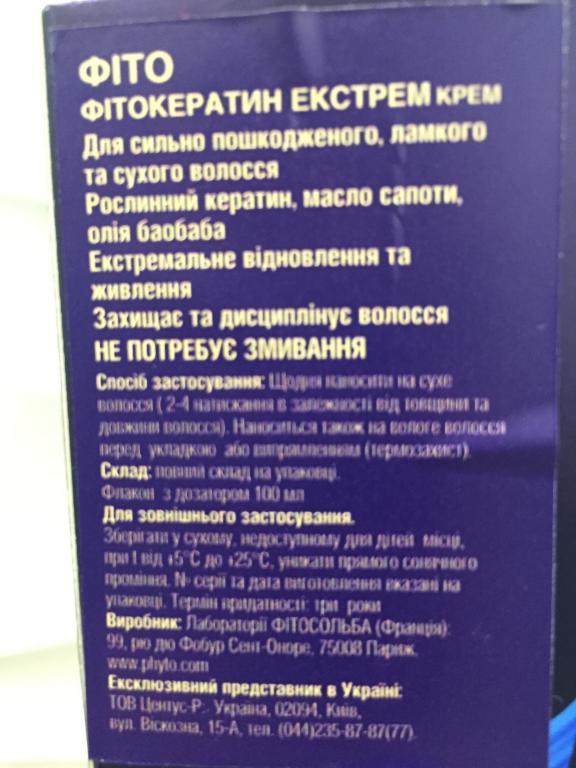 ФІТО
ФІТОКЕРАТИН ЕКСТРЕМ КРЕМ
Для сильно пошкодженого, ламкого
та сухого волосся
Рослинний кератин, масло сапоти,
олія баобаба
Екстремальне відновлення та
живлення
Захищає та дисциплінує волосся
НЕ ПОТРЕБУЄ ЗМИВАННЯ
Спосіб застосування: Щодня наносити на сухе
волосся ( 2-4 натискання в залежності від товщини та
довжини волосся). Наноситься також на вологе волосся
перед укладкою або випрямленням (термозахист).
Склад: повний склад на упаковці.
Флакон з дозатором 100 мл
Для зовнішнього застосування.
Зберігати у сухому, недоступному для дітей місці,
при t від +5°С до +25°С, уникати прямого сонячного
проміння. № серії та дата виготовлення вказані на
упаковці. Термін придатності: три роки
Виробник: Лабораторії ФІТОСОЛЬБА (Франція):
99, рю дю Фобур Сент-Оноре, 75008 Париж.
www.phyto.com
Ексклюзивний представник в Україні:
ТОВ Центус-Р:. Україна, 02094, Київ,
вул. Віскозна, 15-А, тел. (044)235-87-87(77).